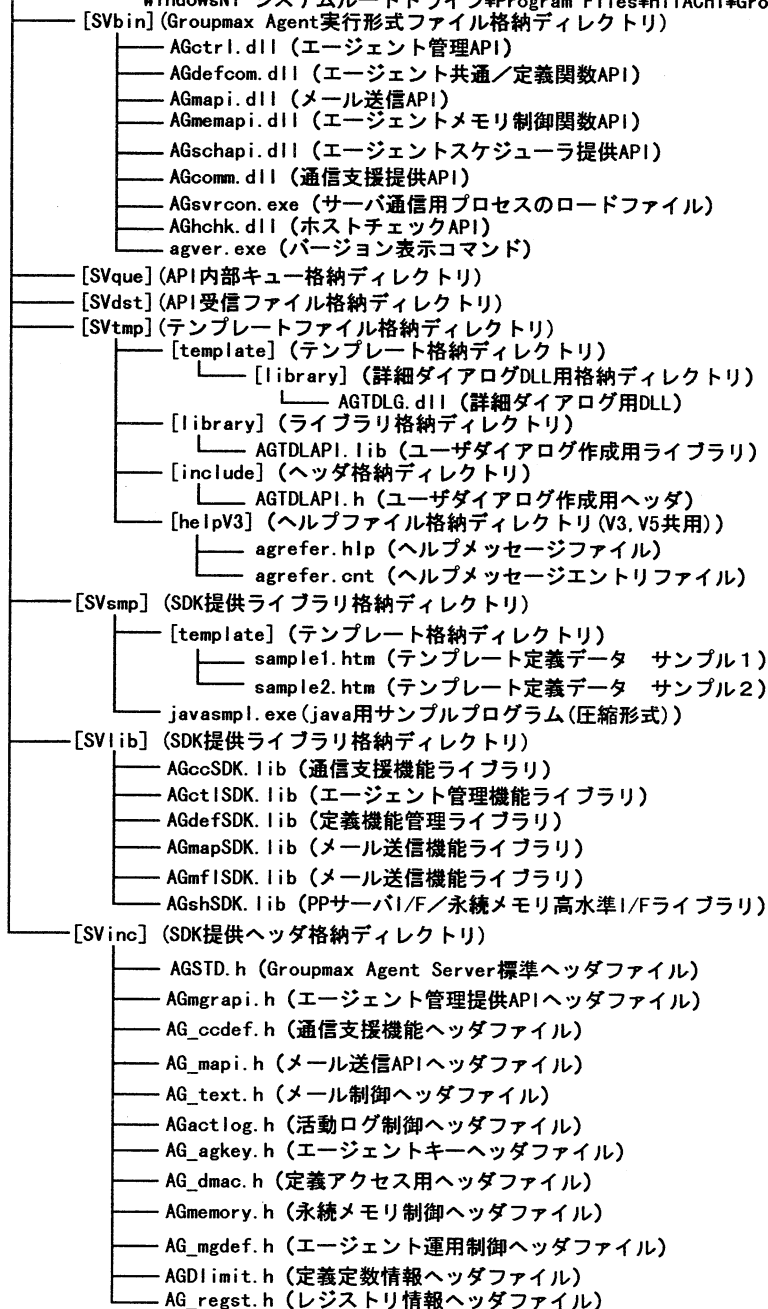 WindowsNT システムルートドライブ¥Program Files¥HITACHI¥Gro
[SVbin](Groupmax Agent実行形式ファイル格納ディレクトリ)
AGctrl.dll (エージェント管理API)
AGdefcom.dll (エージェント共通／定義関数API)
AGmapi.dll (メール送信API)
AGmemapi.dll (エージェントメモリ制御関数API)
AGschapi.dll (エージェントスケジューラ提供API)
AGcomm.dll (通信支援提供API)
AGsvrcon.exe (サーバ通信用プロセスのロードファイル)
AGhchk.dll (ホストチェックAPI)
agver.exe (バージョン表示コマンド)
[SVque](API内部キュー格納ディレクトリ)
[SVdst](API受信ファイル格納ディレクトリ)
[SVtmp](テンプレートファイル格納ディレクトリ)
[template] (テンプレート格納ディレクトリ)
[library] (詳細ダイアログDLL用格納ディレクトリ)
AGTDLG.dll (詳細ダイアログ用DLL)
[library] (ライブラリ格納ディレクトリ)
AGTDLAPI.lib (ユーザダイアログ作成用ライブラリ)
[include] (ヘッダ格納ディレクトリ)
AGTDLAPI.h (ユーザダイアログ作成用ヘッダ)
[helpV3] (ヘルプファイル格納ディレクトリ(V3,V5共用))
agrefer.hlp (ヘルプメッセージファイル)
agrefer.cnt (ヘルプメッセージエントリファイル)
[SVsmp] (SDK提供ライブラリ格納ディレクトリ)
[template] (テンプレート格納ディレクトリ)
sample1.htm (テンプレート定義データ　サンプル１)
sample2.htm (テンプレート定義データ　サンプル２)
javasmpl.exe(java用サンプルプログラム(圧縮形式))
[SVlib] (SDK提供ライブラリ格納ディレクトリ)
AGccSDK.lib (通信支援機能ライブラリ)
AGctlSDK.lib (エージェント管理機能ライブラリ)
AGdefSDK.lib (定義機能管理ライブラリ)
AGmapSDK.lib (メール送信機能ライブラリ)
AGmflSDK.lib (メール送信機能ライブラリ)
AGshSDK.lib (PPサーバI/F／永続メモリ高水準I/Fライブラリ)
[SVinc] (SDK提供ヘッダ格納ディレクトリ)
AGSTD.h (Groupmax Agent Server標準ヘッダファイル)
AGmgrapi.h (エージェント管理提供APIヘッダファイル)
AG_ccdef.h (通信支援機能ヘッダファイル)
AG_mapi.h (メール送信APIヘッダファイル)
AG_text.h (メール制御ヘッダファイル)
AGactlog.h (活動ログ制御ヘッダファイル)
AG_agkey.h (エージェントキーヘッダファイル)
AG_dmac.h (定義アクセス用ヘッダファイル)
AGmemory.h (永続メモリ制御ヘッダファイル)
AG_mgdef.h (エージェント運用制御ヘッダファイル)
AGDlimit.h (定義定数情報ヘッダファイル)
AG_regst.h (レジストリ情報ヘッダファイル)